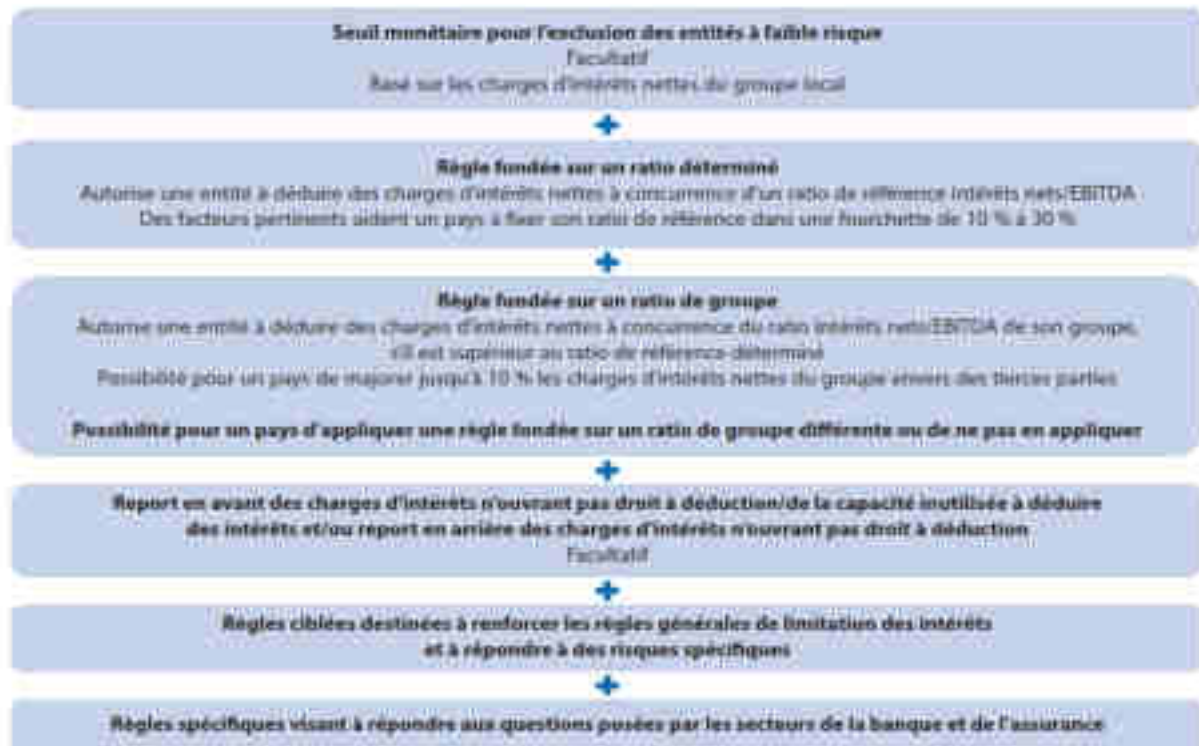 Seuil monétaire pour l'exclusion des entités à faible risque
Facultatif
Basé sur les charges d'intérêts nettes du groupe local
+
Règle fondée sur un ratio déterminé
Autorise une entité à déduire des charges d'intérêts nettes à concurrence d'un ratio de référence intérêts nets/EBITDA
Des facteurs pertinents aident un pays à fixer son ratio de référence dans une fourchette de 10 % à 30 %
+
Règle fondée sur un ratio de groupe
Autorise une entité à déduire des charges d'intérêts nettes à concurrence du ratio intérêts nets/EBITDA de son groupe,
s'il est supérieur au ratio de référence déterminé
Possibilité pour un pays de majorer jusqu'à 10 % les charges d'intérêts nettes du groupe envers des tierces parties
Possibilité pour un pays d'appliquer une règle fondée sur un ratio de groupe différente ou de ne pas en appliquer
+
Report en avant des charges d'intérêts n'ouvrant pas droit à déduction/de la capacité inutilisée à déduire
des intérêts et/ou report en arrière des charges d'intérêts n'ouvrant pas droit à déduction
Facultatif
+
Règles ciblées destinées à renforcer les règles générales de limitation des intérêts
et à répondre à des risques spécifiques
+
Règles spécifiques visant à répondre aux questions posées par les secteurs de la banque et de l'assurance